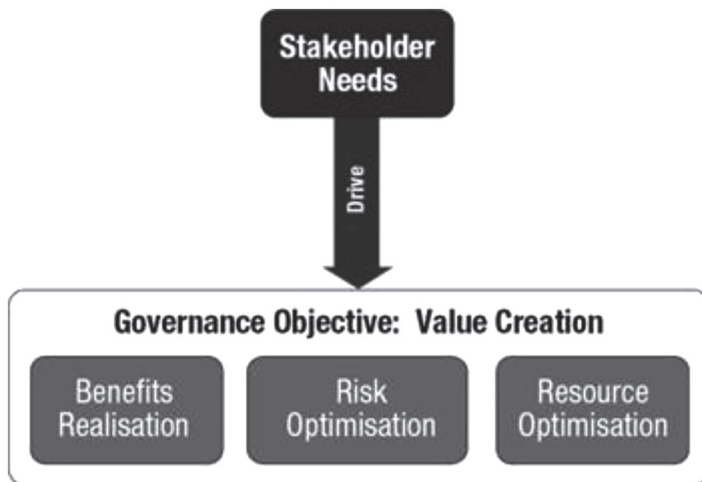 Stakeholder
Needs
Drive
Governance Objective: Value Creation
Benefits
Realisation
Risk
Optimisation
Resource
Optimisation